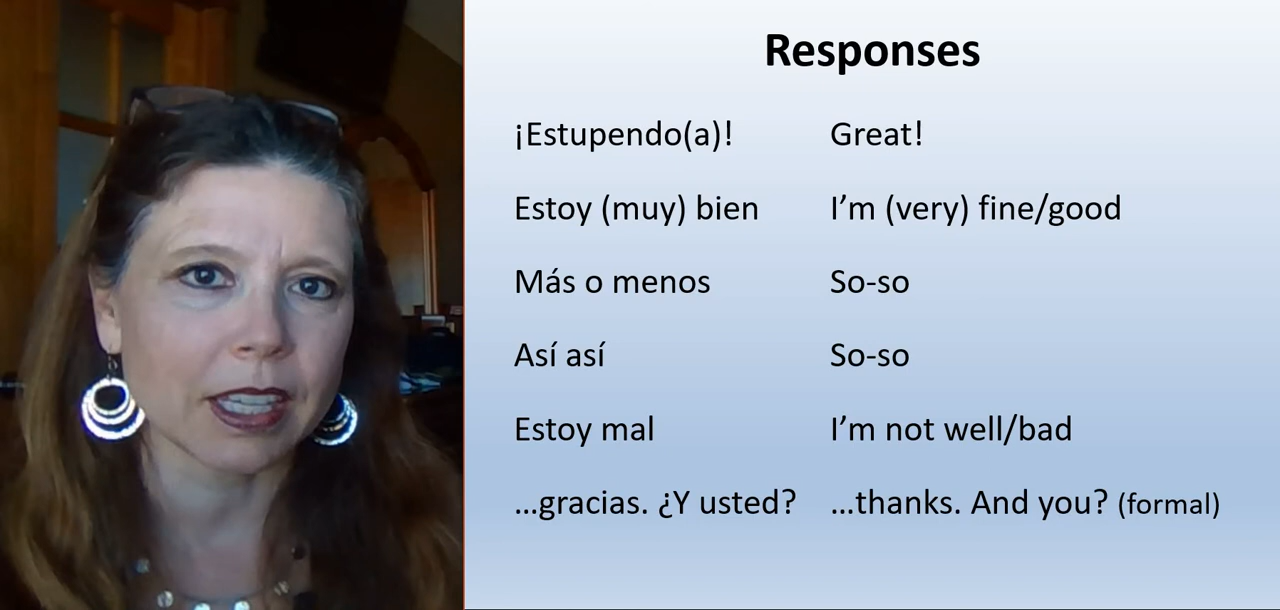 Responses
¡Estupendo(a)! Great!
Estoy (muy) bien I’m (very) fine/good
Más o menos So-so
Así así So-so
Estoy mal I’m not well/bad
…gracias. ¿Y usted? …thanks. And you? (formal)